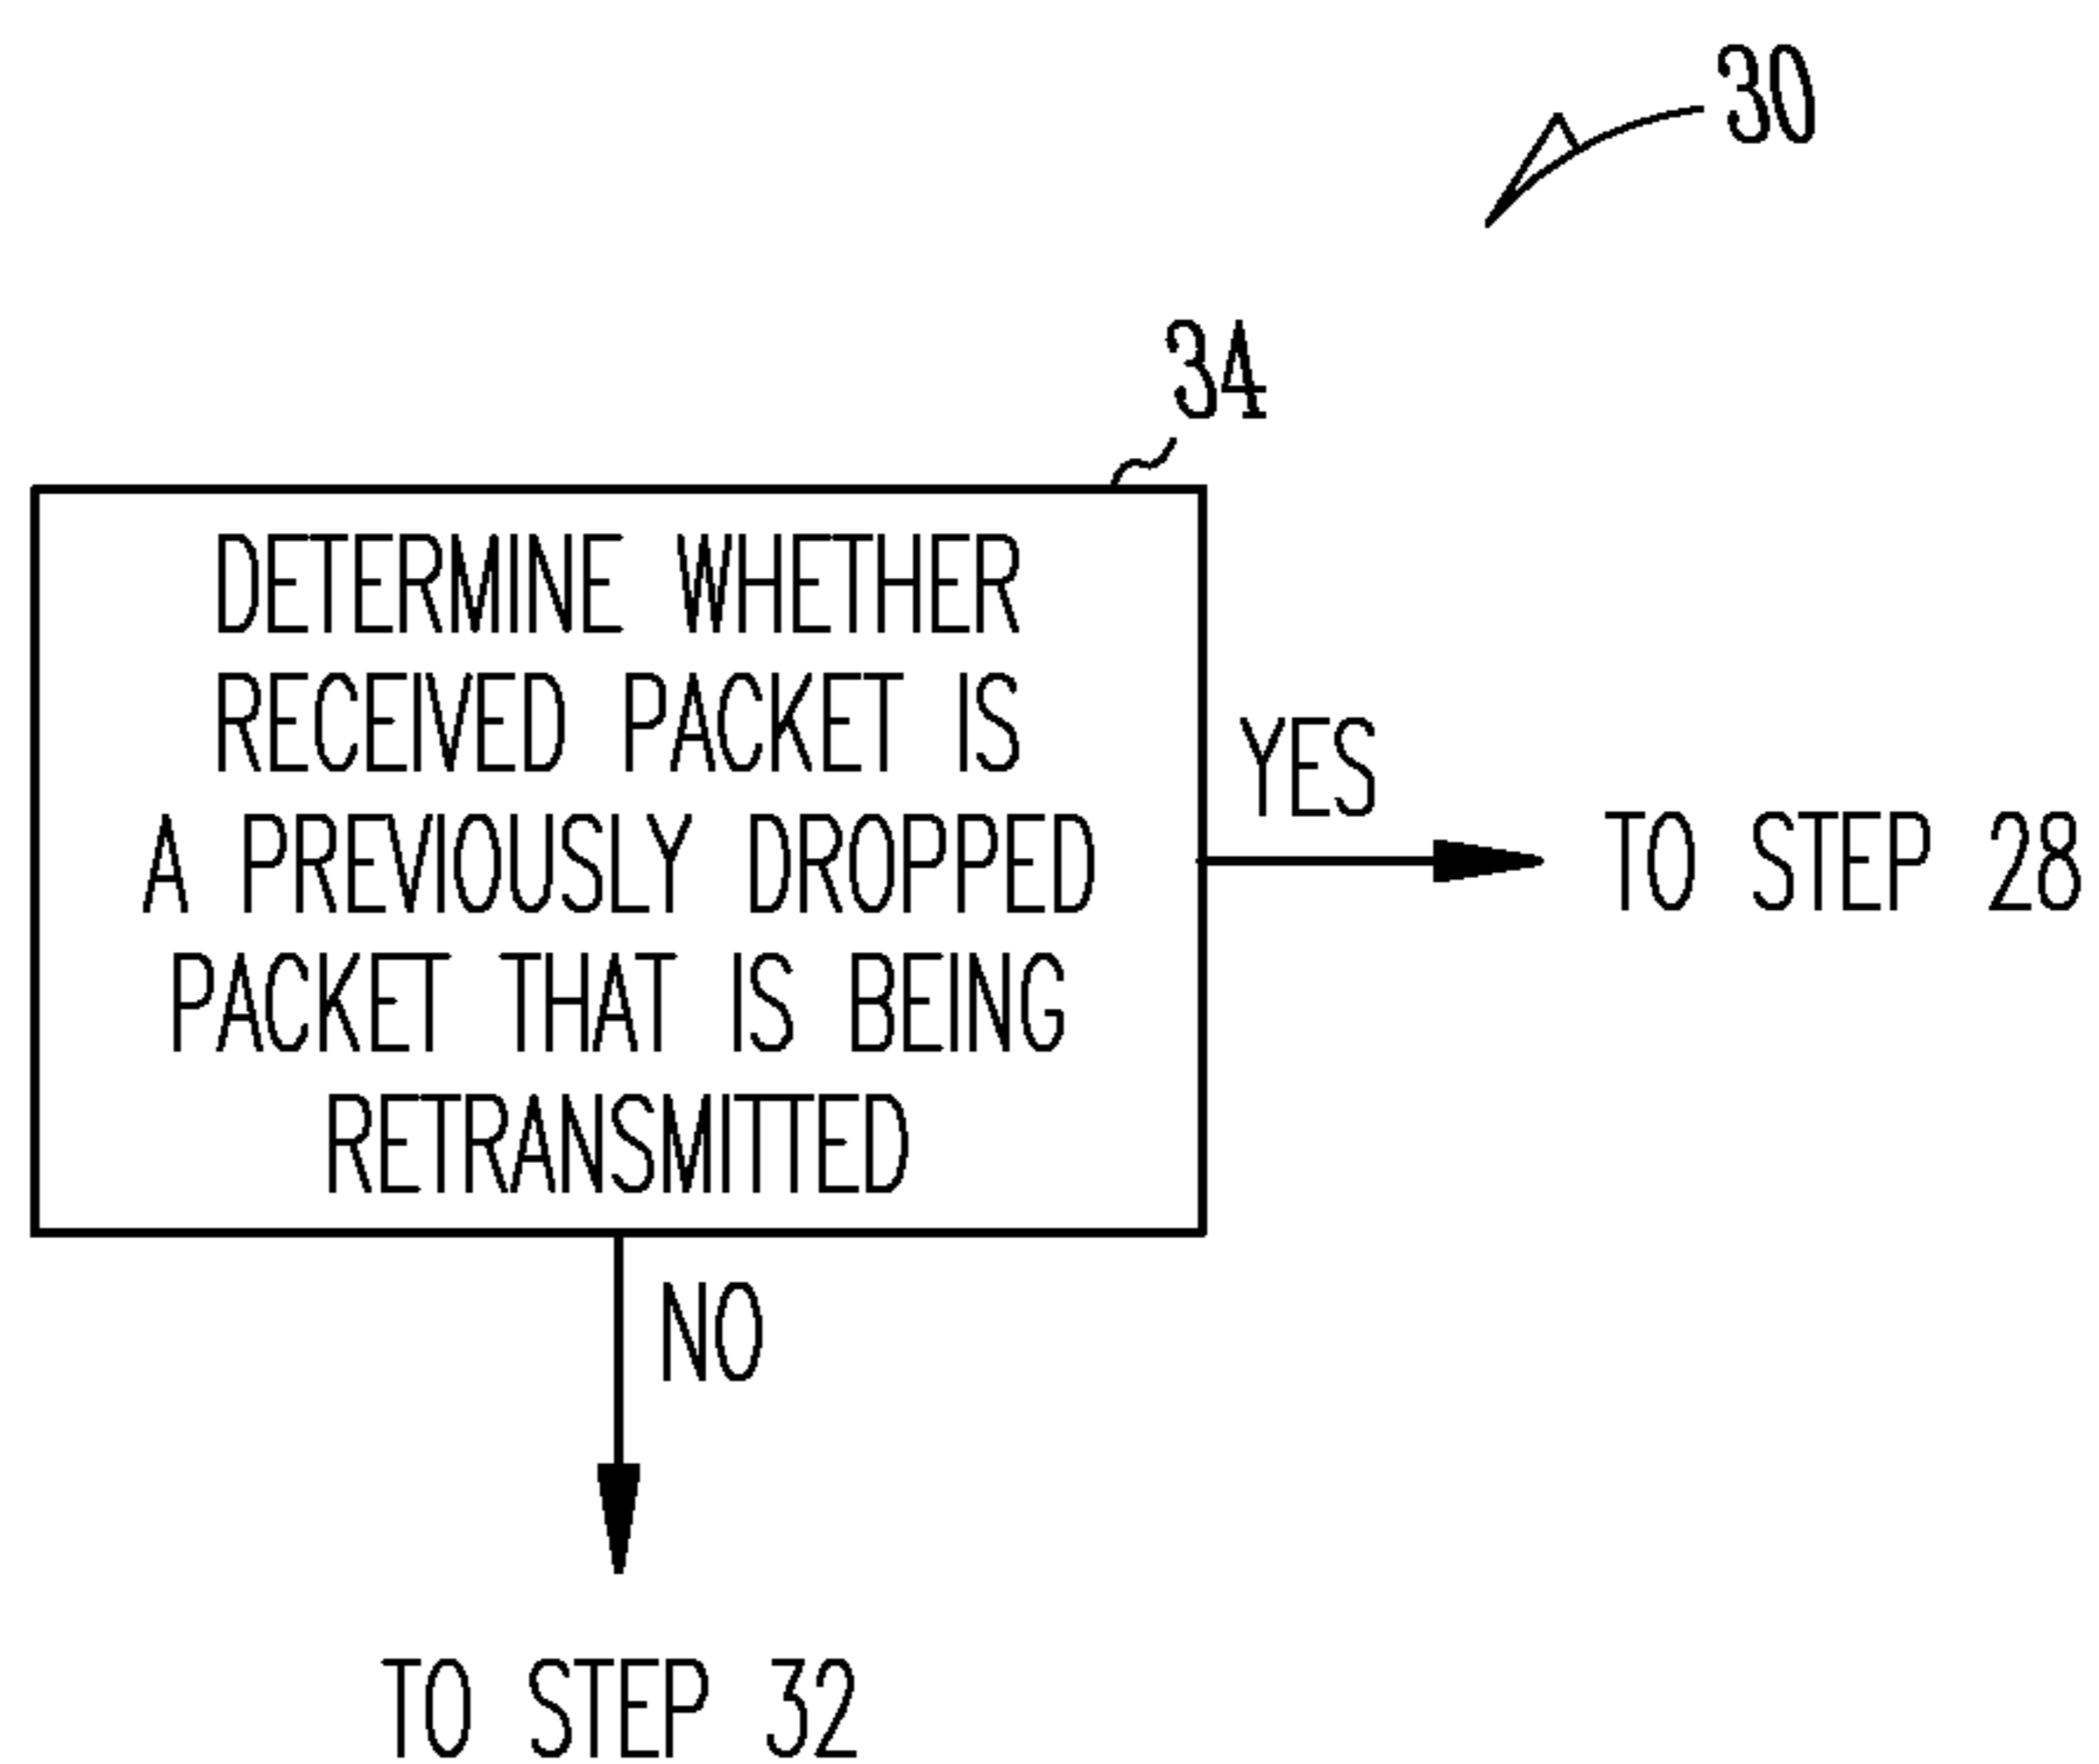 30
34
DETERMINE WHETHER
RECEIVED PACKET IS
A PREVIOUSLY DROPPED
PACKET THAT IS BEING
RETRANSMITTED
YES
TO STEP 28
NO
TO STEP 32